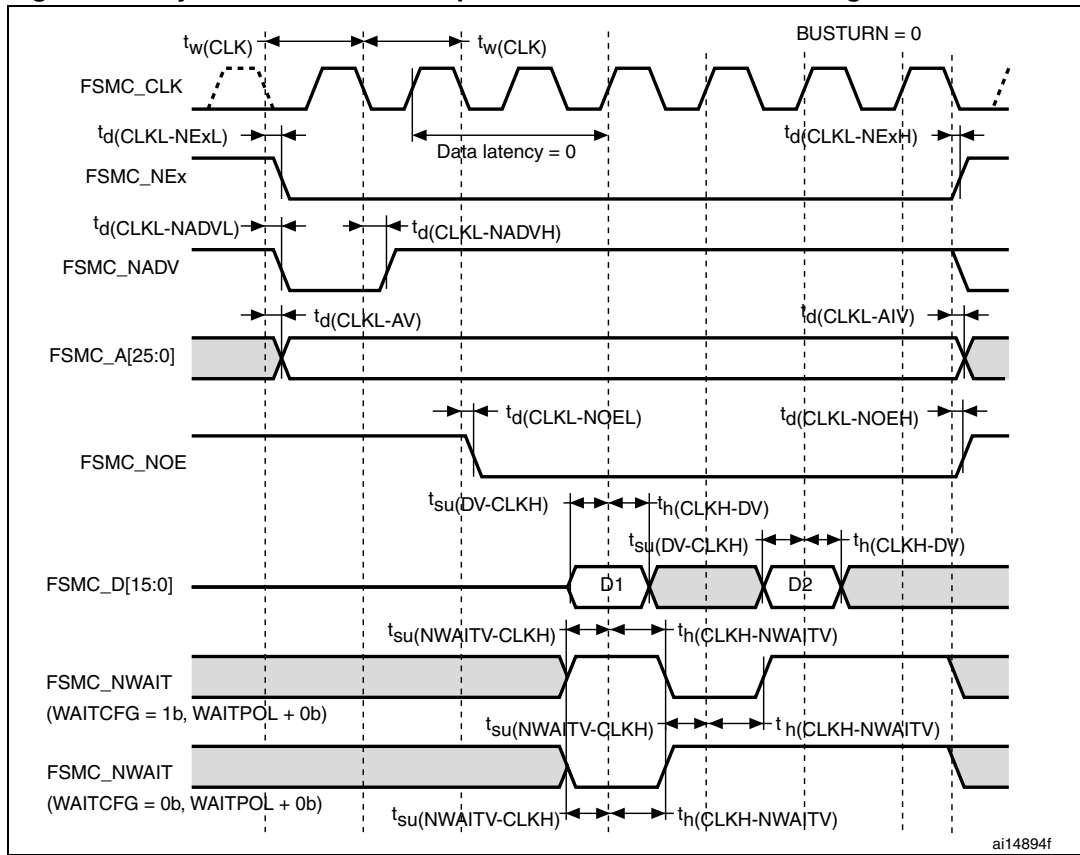 BUSTURN = 0
tw(CLK)
tw(CLK)
FSMC_CLK
td(CLKL-NExL)
Data latency = 0
td(CLKL-NExH)
FSMC_NEx
td(CLKL-NADVL)
td(CLKL-NADVH)
FSMC_NADV
td(CLKL-AV)
td(CLKL-AIV)
FSMC_A[25:0]
td(CLKL-NOEL)
td(CLKL-NOEH)
FSMC_NOE
tsu(DV-CLKH)
th(CLKH-DV)
tsu(DV-CLKH)
th(CLKH-DV)
FSMC_D[15:0]
D1
D2
tsu(NWAITV-CLKH)
th(CLKH-NWAITV)
FSMC_NWAIT
(WAITCFG = 1b, WAITPOL + 0b)
tsu(NWAITV-CLKH)
t h(CLKH-NWAITV)
FSMC_NWAIT
(WAITCFG = 0b, WAITPOL + 0b)
tsu(NWAITV-CLKH)
th(CLKH-NWAITV)
ai14894f